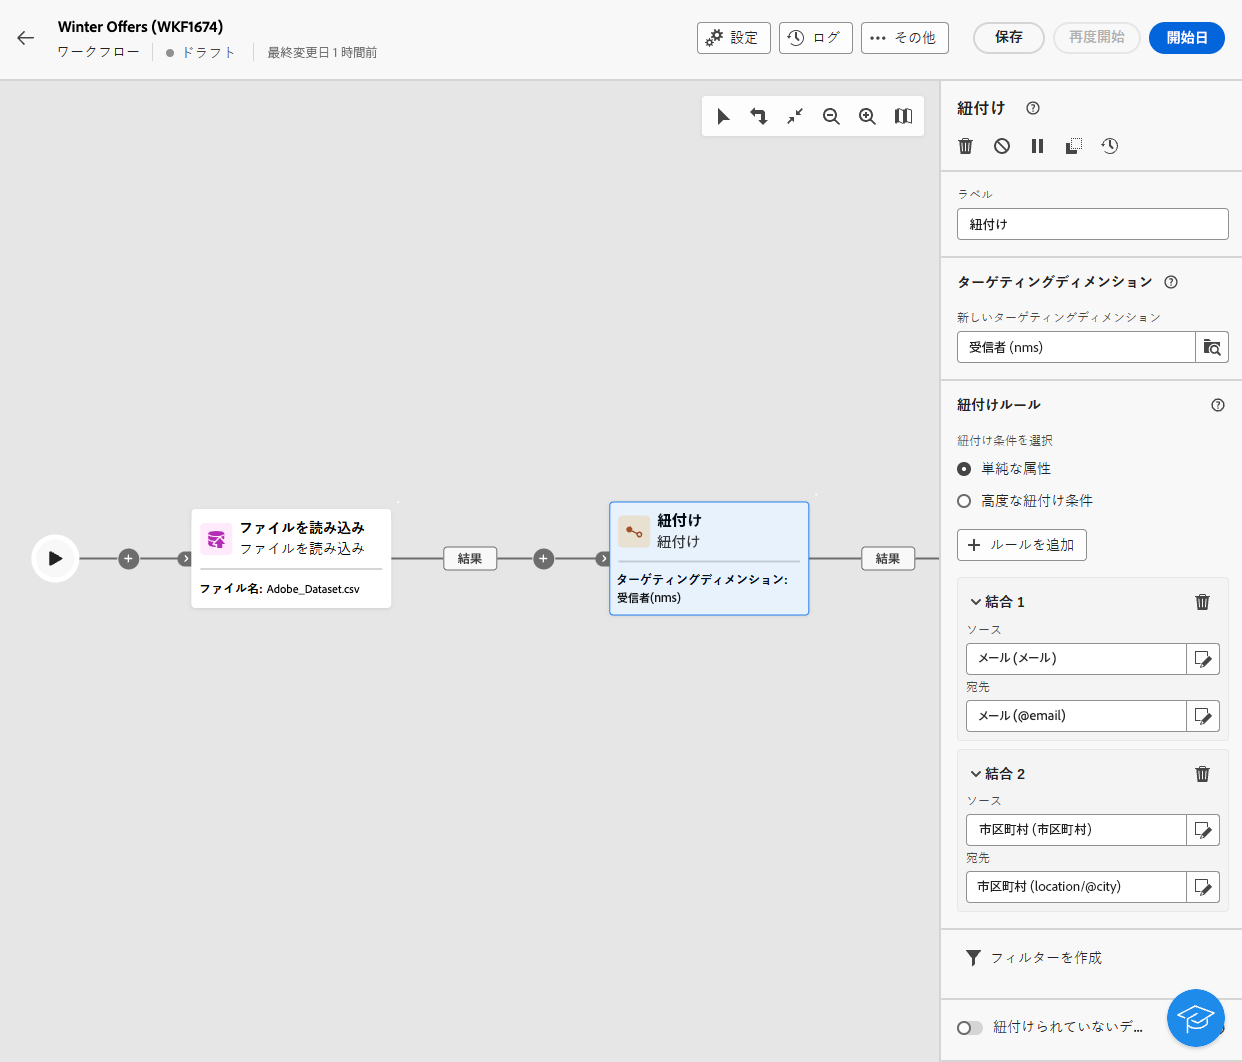 Winter Offers (WKF1674)
ワークフロー ドラフト 最終変更日 1 時間前
設定 ログ その他 保存 再度開始 開始日
紐付け
ラベル
紐付け
ターゲティングディメンション
新しいターゲティングディメンション
受信者 (nms)
紐付けルール
紐付け条件を選択
単純な属性
高度な紐付け条件
ルールを追加
結合 1
ソース
メール (メール)
宛先
メール (@email)
結合 2
ソース
市区町村 (市区町村)
宛先
市区町村 (location/@city)
フィルターを作成
紐付けられていないデ...
ファイルを読み込み
ファイルを読み込み
ファイル名: Adobe_Dataset.csv
結果
紐付け
紐付け
ターゲティングディメンション:
受信者(nms)
結果